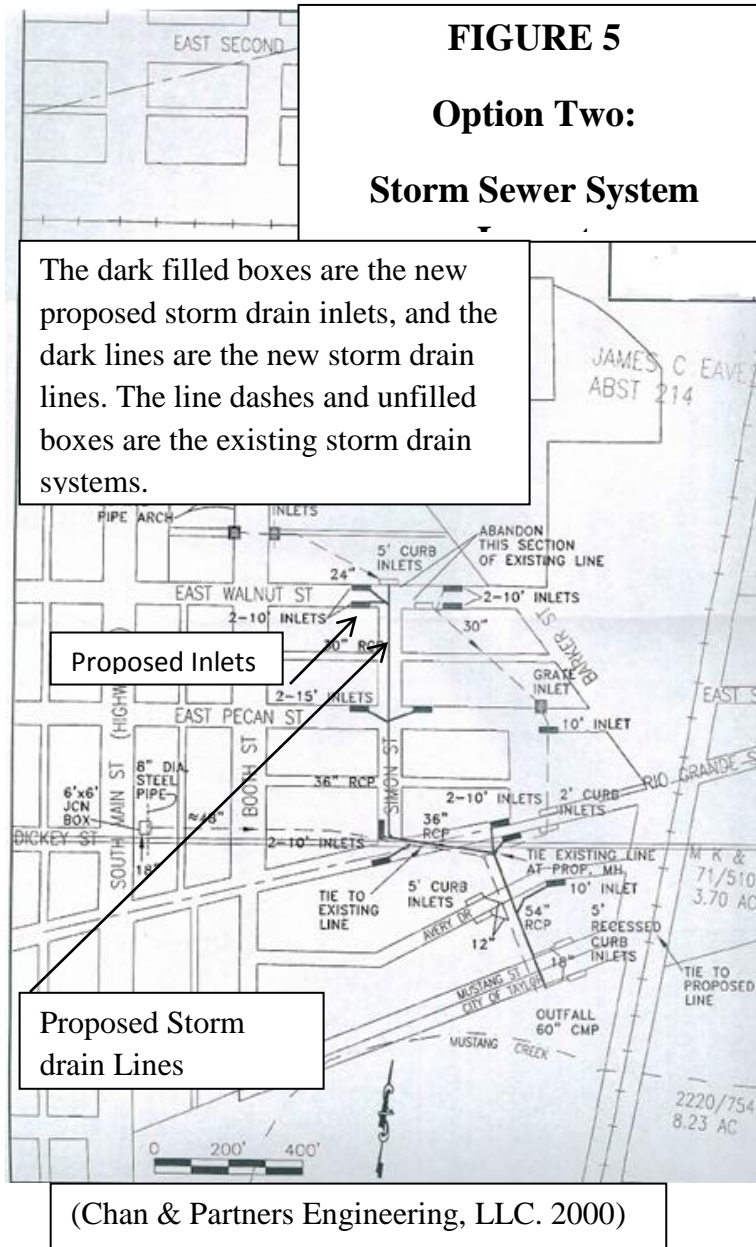 FIGURE 5
Option Two:
Storm Sewer System
EAST SECOND
The dark filled boxes are the new
proposed storm drain inlets, and the
dark lines are the new storm drain
lines. The line dashes and unfilled
boxes are the existing storm drain
systems.
JAMES C EAVE
ABST 214
PIPE ARCH
INLETS
ABANDON
THIS SECTION
OF EXISTING LINE
5' CURB
INLETS
24"
EAST WALNUT ST
2-10' INLETS
2-10' INLETS
30" RCP
30"
BARKER ST
Proposed Inlets
GRATE
INLET
2-15' INLETS
EAST PECAN ST
10' INLET
EAST
SOUTH MAIN ST (HIGHW
8" DIA.
STEEL
PIPE
BOOTH ST
SIMON ST
36" RCP
6'x6'
JCN
BOX
≈48"
2-10' INLETS
2' CURB
INLETS
RIO GRANDE
36"
RCP
DICKEY ST
18"
2-10' INLETS
TIE EXISTING LINE
AT PROP. MH
M K &
71/510
3.70 AC
TIE TO
EXISTING
LINE
5' CURB
INLETS
10' INLET
AVERY DR
54"
RCP
12"
5'
RECESSED
CURB
INLETS
18"
MUSTANG ST
CITY OF TAYLOR
TIE TO
PROPOSED
LINE
OUTFALL
60" CMP
MUSTANG CREEK
Proposed Storm
drain Lines
2220/754
8.23 AC
0 200' 400'
(Chan & Partners Engineering, LLC. 2000)